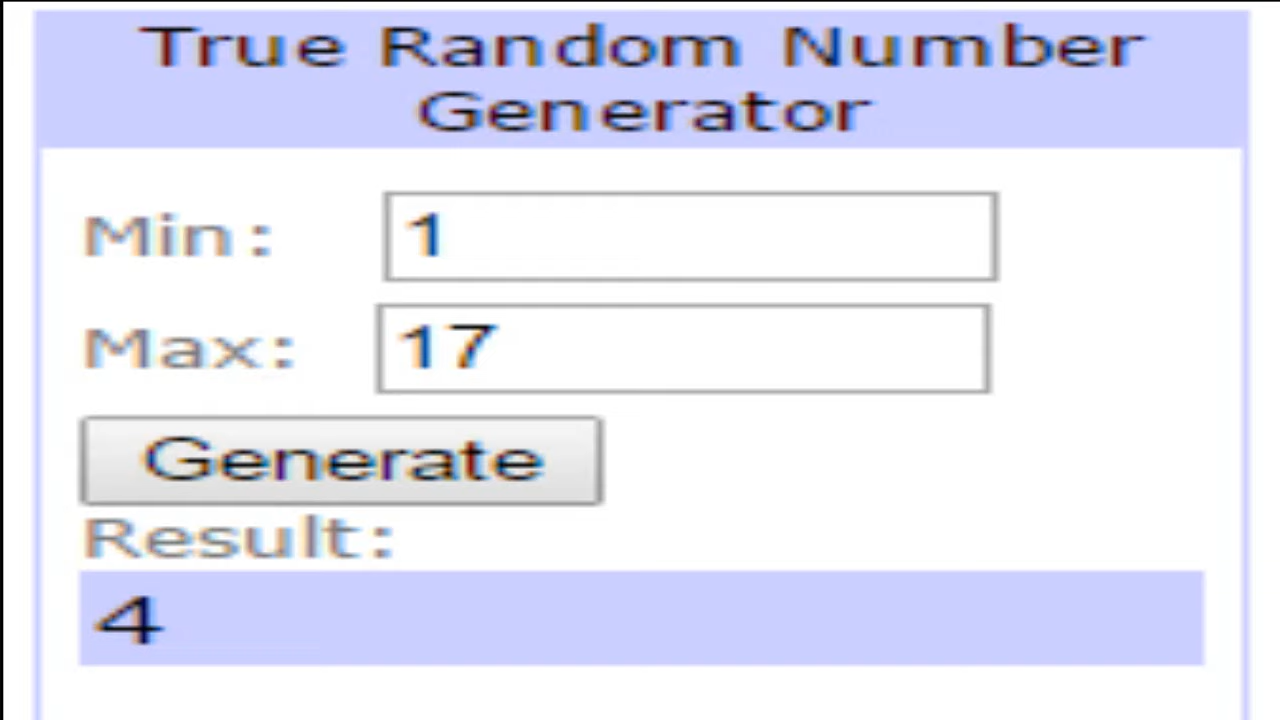 True Random Number
Generator
Min: 1
Max: 17
Generate
Result:
4